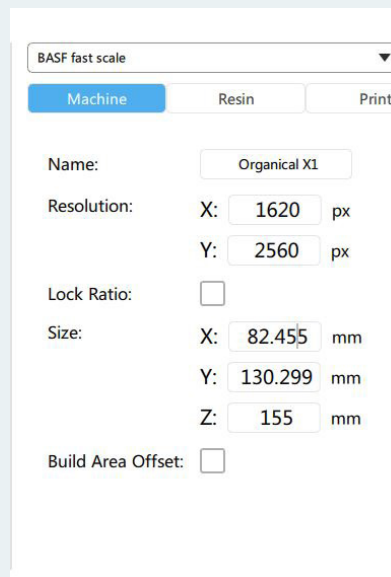 BASF fast scale
Machine Resin Print
Name: Organical X1
Resolution: X: 1620 px
Y: 2560 px
Lock Ratio:
Size: X: 82.455 mm
Y: 130.299 mm
Z: 155 mm
Build Area Offset: